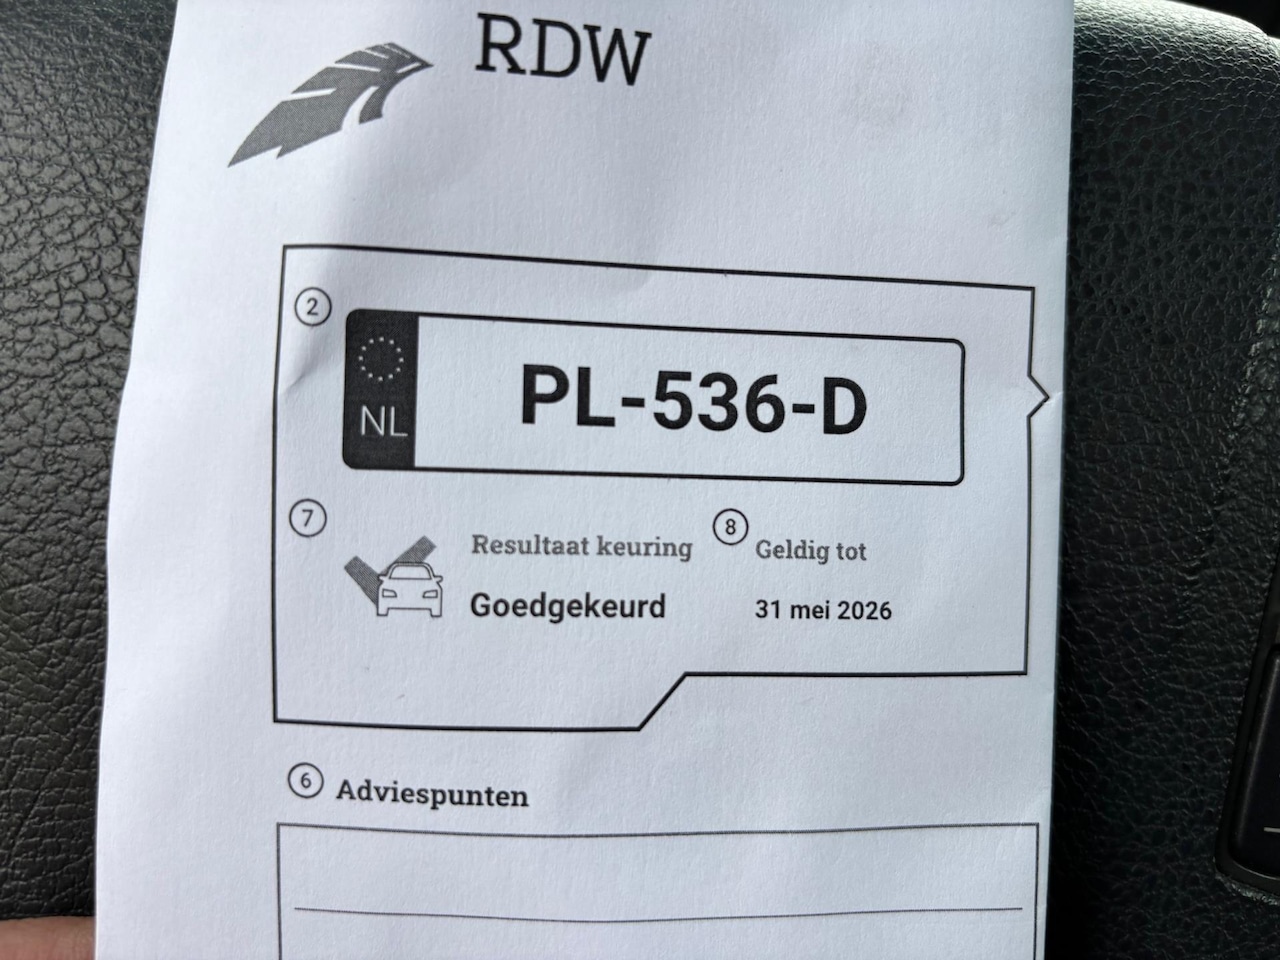 RDW
2
NL
PL-536-D
7
Resultaat keuring
8
Geldig tot
Goedgekeurd
31 mei 2026
6
Adviespunten